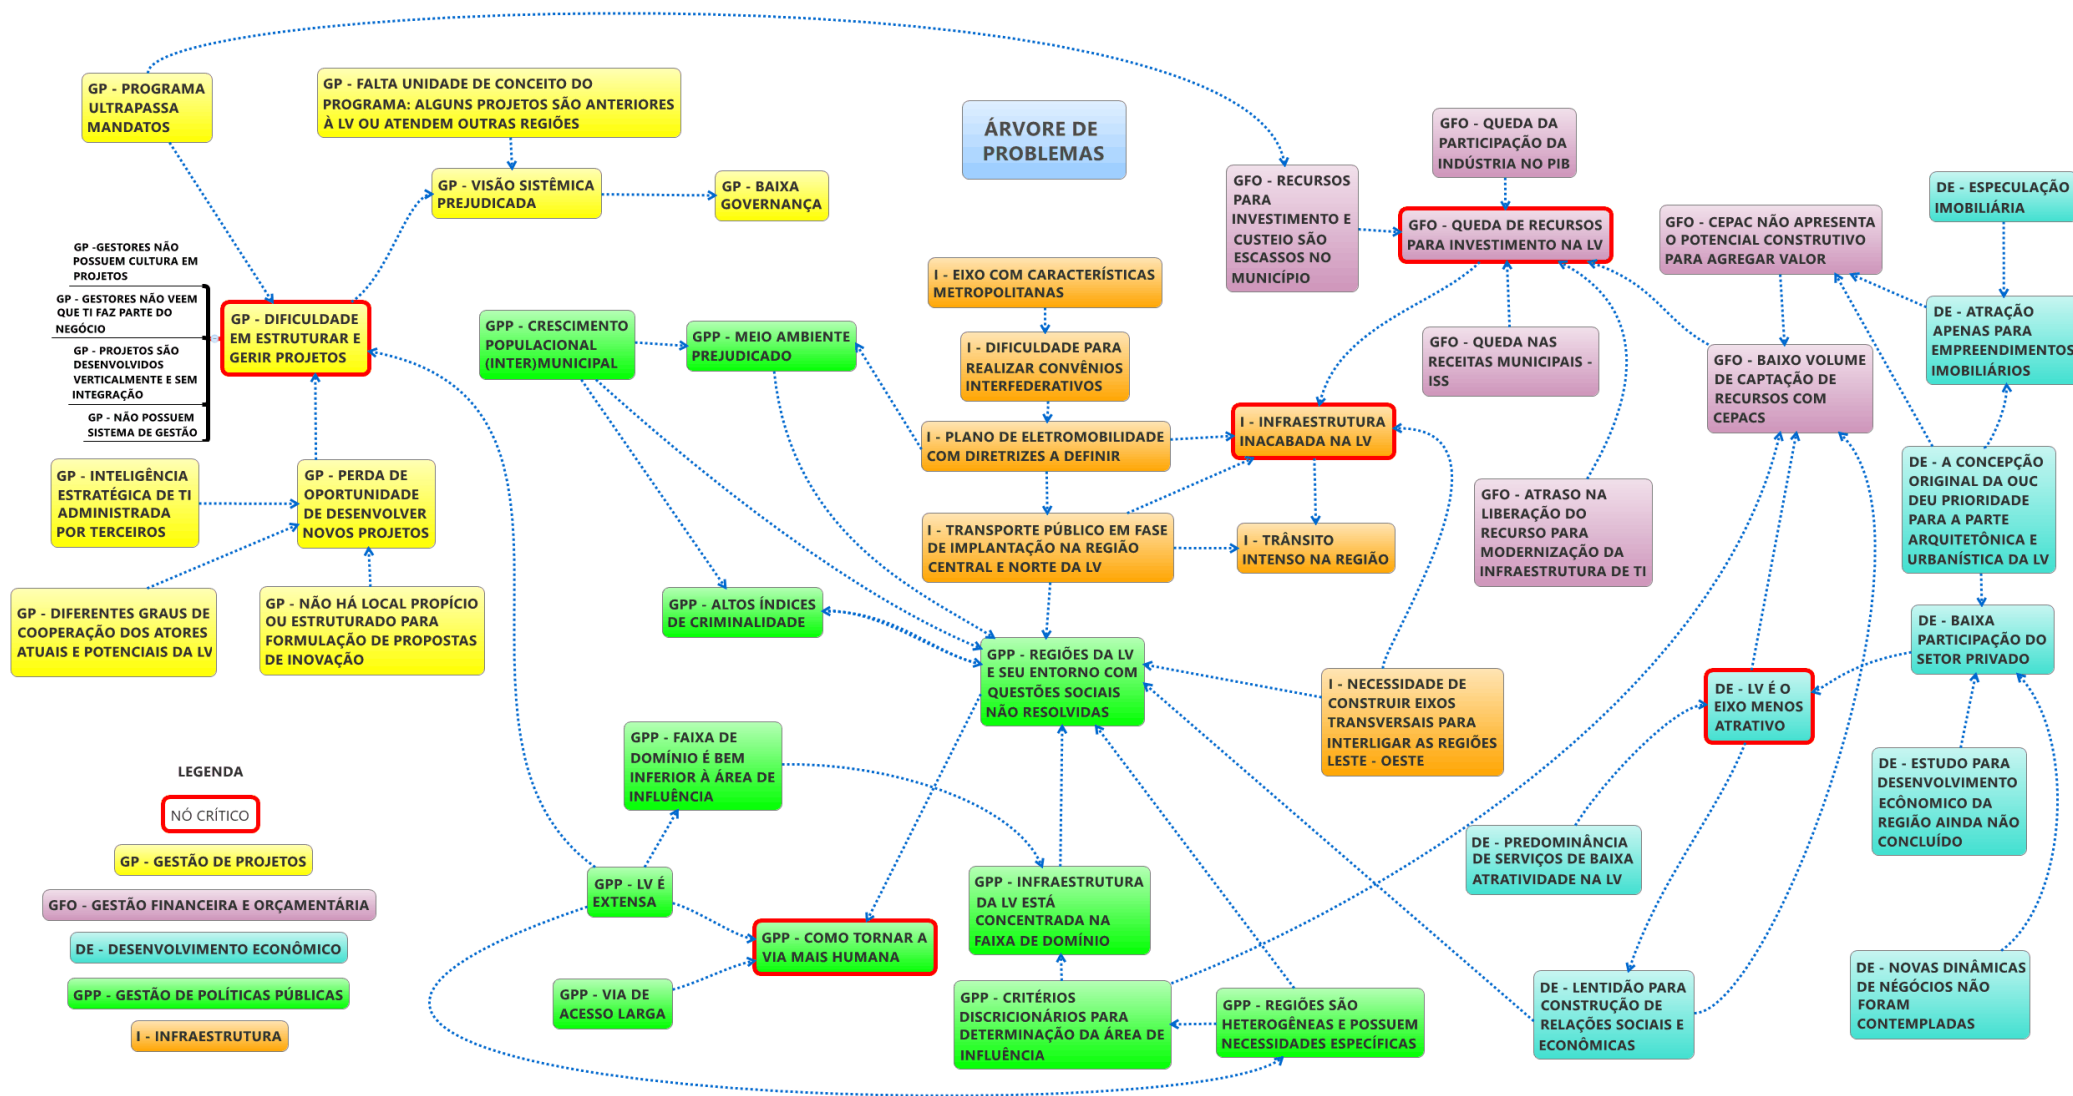 GP - PROGRAMA
ULTRAPASSA
MANDATOS
GP - FALTA UNIDADE DE CONCEITO DO
PROGRAMA: ALGUNS PROJETOS SÃO ANTERIORES
À LV OU ATENDEM OUTRAS REGIÕES
GP - VISÃO SISTÊMICA
PREJUDICADA
GP - BAIXA
GOVERNANÇA
ÁRVORE DE
PROBLEMAS
GFO - RECURSOS
PARA
INVESTIMENTO E
CUSTEIO SÃO
ESCASSOS NO
MUNICÍPIO
GFO - QUEDA DA
PARTICIPAÇÃO DA
INDÚSTRIA NO PIB
GFO - QUEDA DE RECURSOS
PARA INVESTIMENTO NA LV
GFO - CEPAC NÃO APRESENTA
O POTENCIAL CONSTRUTIVO
PARA AGREGAR VALOR
DE - ESPECULAÇÃO
IMOBILIÁRIA
GP -GESTORES NÃO
POSSUEM CULTURA EM
PROJETOS
GP - GESTORES NÃO VEEM
QUE TI FAZ PARTE DO
NEGÓCIO
GP - PROJETOS SÃO
DESENVOLVIDOS
VERTICALMENTE E SEM
INTEGRAÇÃO
GP - NÃO POSSUEM
SISTEMA DE GESTÃO
GP - DIFICULDADE
EM ESTRUTURAR E
GERIR PROJETOS
GPP - CRESCIMENTO
POPULACIONAL
(INTER)MUNICIPAL
GPP - MEIO AMBIENTE
PREJUDICADO
I - EIXO COM CARACTERÍSTICAS
METROPOLITANAS
I - DIFICULDADE PARA
REALIZAR CONVÊNIOS
INTERFEDERATIVOS
I - PLANO DE ELETROMOBILIDADE
COM DIRETRIZES A DEFINIR
I - INFRAESTRUTURA
INACABADA NA LV
GFO - QUEDA NAS
RECEITAS MUNICIPAIS -
ISS
GFO - BAIXO VOLUME
DE CAPTAÇÃO DE
RECURSOS COM
CEPACS
DE - ATRAÇÃO
APENAS PARA
EMPREENDIMENTOS
IMOBILIÁRIOS
GP - INTELIGÊNCIA
ESTRATÉGICA DE TI
ADMINISTRADA
POR TERCEIROS
GP - PERDA DE
OPORTUNIDADE
DE DESENVOLVER
NOVOS PROJETOS
I - TRANSPORTE PÚBLICO EM FASE
DE IMPLANTAÇÃO NA REGIÃO
CENTRAL E NORTE DA LV
I - TRÂNSITO
INTENSO NA REGIÃO
GFO - ATRASO NA
LIBERAÇÃO DO
RECURSO PARA
MODERNIZAÇÃO DA
INFRAESTRUTURA DE TI
DE - A CONCEPÇÃO
ORIGINAL DA OUC
DEU PRIORIDADE
PARA A PARTE
ARQUITETÔNICA E
URBANÍSTICA DA LV
GP - DIFERENTES GRAUS DE
COOPERAÇÃO DOS ATORES
ATUAIS E POTENCIAIS DA LV
GP - NÃO HÁ LOCAL PROPÍCIO
OU ESTRUTURADO PARA
FORMULAÇÃO DE PROPOSTAS
DE INOVAÇÃO
GPP - ALTOS ÍNDICES
DE CRIMINALIDADE
GPP - REGIÕES DA LV
E SEU ENTORNO COM
QUESTÕES SOCIAIS
NÃO RESOLVIDAS
I - NECESSIDADE DE
CONSTRUIR EIXOS
TRANSVERSAIS PARA
INTERLIGAR AS REGIÕES
LESTE - OESTE
DE - LV É O
EIXO MENOS
ATRATIVO
DE - BAIXA
PARTICIPAÇÃO DO
SETOR PRIVADO
GPP - FAIXA DE
DOMÍNIO É BEM
INFERIOR À ÁREA DE
INFLUÊNCIA
DE - ESTUDO PARA
DESENVOLVIMENTO
ECÔNOMICO DA
REGIÃO AINDA NÃO
CONCLUÍDO
DE - PREDOMINÂNCIA
DE SERVIÇOS DE BAIXA
ATRATIVIDADE NA LV
GPP - LV É
EXTENSA
GPP - COMO TORNAR A
VIA MAIS HUMANA
GPP - INFRAESTRUTURA
DA LV ESTÁ
CONCENTRADA NA
FAIXA DE DOMÍNIO
GPP - VIA DE
ACESSO LARGA
GPP - CRITÉRIOS
DISCRICIONÁRIOS PARA
DETERMINAÇÃO DA ÁREA DE
INFLUÊNCIA
GPP - REGIÕES SÃO
HETEROGÊNEAS E POSSUEM
NECESSIDADES ESPECÍFICAS
DE - LENTIDÃO PARA
CONSTRUÇÃO DE
RELAÇÕES SOCIAIS E
ECONÔMICAS
DE - NOVAS DINÂMICAS
DE NÉGÓCIOS NÃO
FORAM
CONTEMPLADAS
LEGENDA
NÓ CRÍTICO
GP - GESTÃO DE PROJETOS
GFO - GESTÃO FINANCEIRA E ORÇAMENTÁRIA
DE - DESENVOLVIMENTO ECONÔMICO
GPP - GESTÃO DE POLÍTICAS PÚBLICAS
I - INFRAESTRUTURA